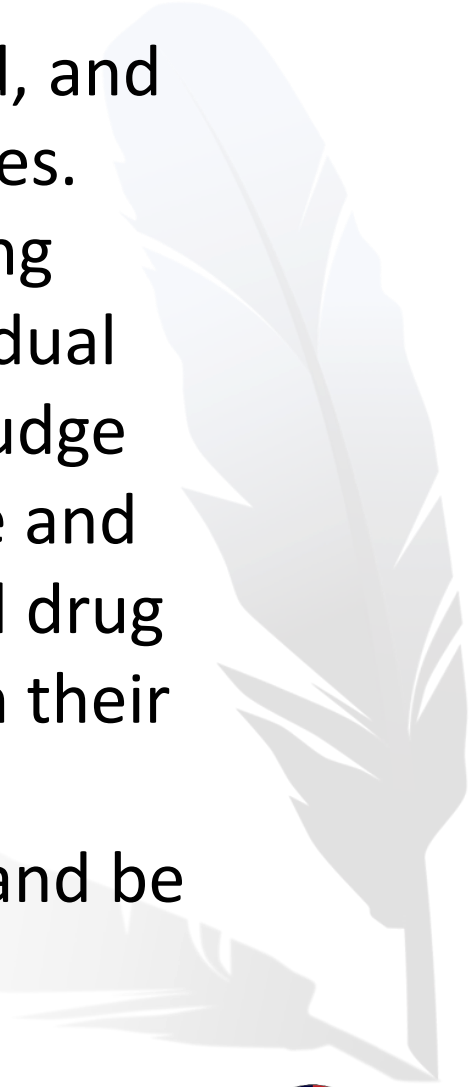 d, and
es.
ng
dual
udge
e and
l drug
n their
and be